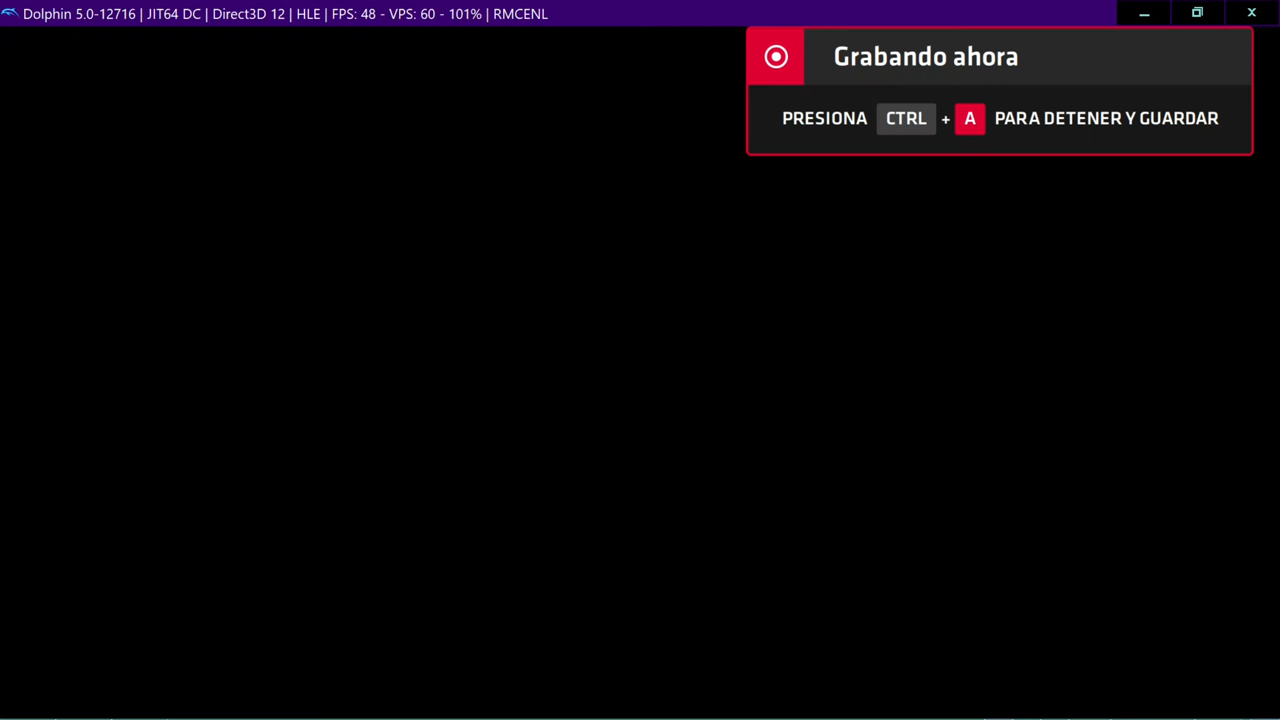 Dolphin 5.0-12716 | JIT64 DC | Direct3D 12 | HLE | FPS: 48 - VPS: 60 - 101% | RMCENL
Grabando ahora
PRESIONA CTRL + A PARA DETENER Y GUARDAR